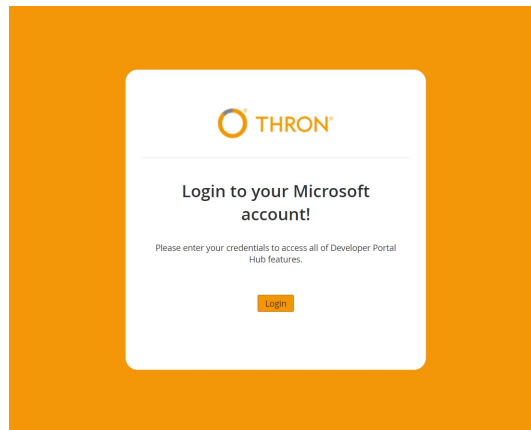 THRON®
Login to your Microsoft
account!
Please enter your credentials to access all of Developer Portal
Hub features.
Login